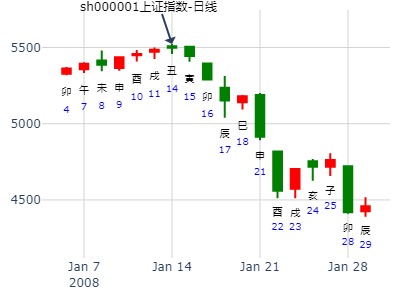 sh000001上证指数-日线
5500
5000
4500
卯
4
午
7
未
8
申
9
酉
10
戌
11
丑
14
寅
15
卯
16
辰
17
巳
18
申
21
酉
22
戌
23
亥
24
子
25
卯
28
辰
29
Jan 7
2008
Jan 14
Jan 21
Jan 28